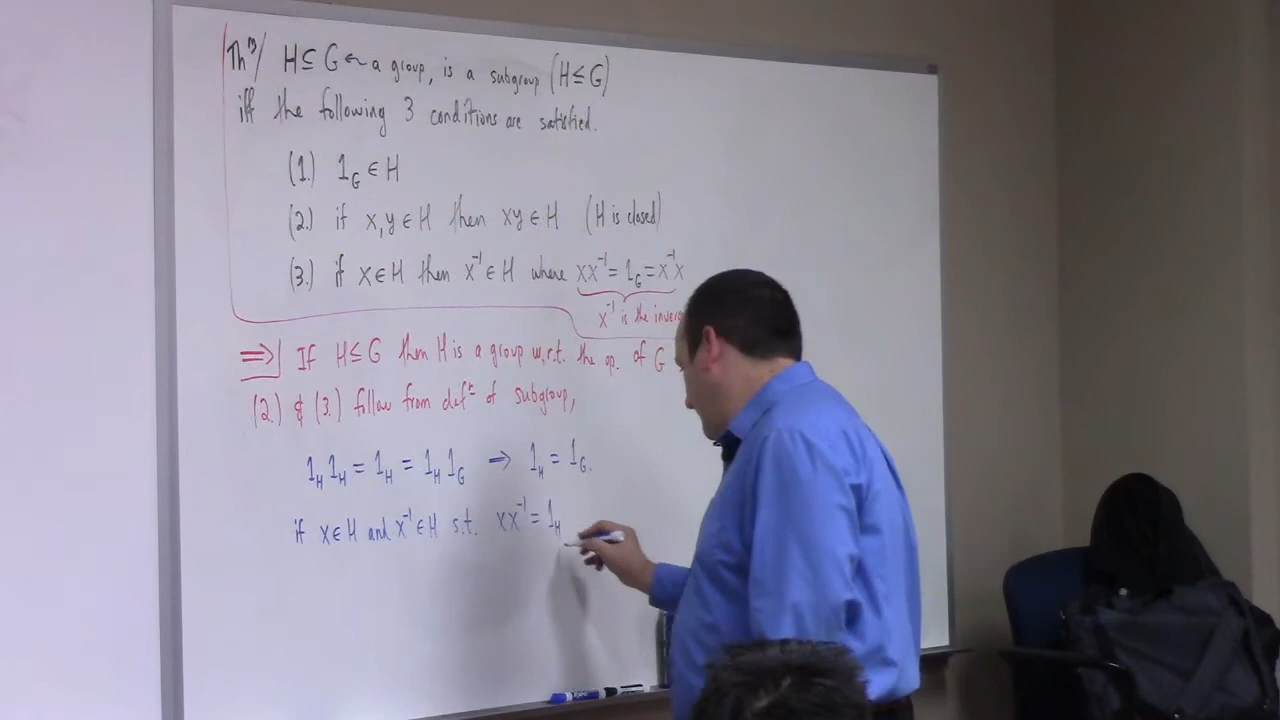 Thᵐ/ H ⊆ G ← a group, is a subgroup (H ≤ G)
iff the following 3 conditions are satisfied.
(1.) 1_G ∈ H
(2.) if x, y ∈ H then xy ∈ H (H is closed)
(3.) if x ∈ H then x⁻¹ ∈ H where xx⁻¹ = 1_G = x⁻¹x
x⁻¹ is the
⇒ If H ≤ G then H is a group w.r.t. the op. of G
(2.) & (3.) follow from defⁿ of subgroup,
1_H 1_H = 1_H = 1_H 1_G ⇒ 1_H = 1_G.
if x ∈ H and x⁻¹ ∈ H s.t. xx⁻¹ = 1_H